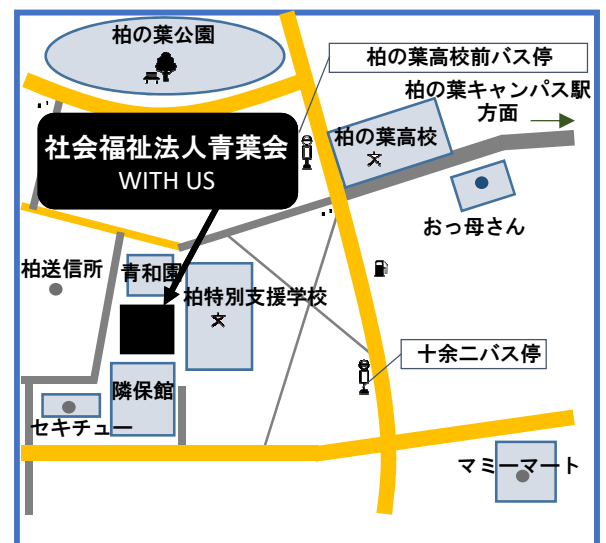 柏の葉公園
柏の葉高校前バス停
柏の葉キャンパス駅
方面
社会福祉法人青葉会
WITH US
柏の葉高校
おっ母さん
柏送信所
青和園
柏特別支援学校
十余二バス停
隣保館
セキチュー
マミーマート